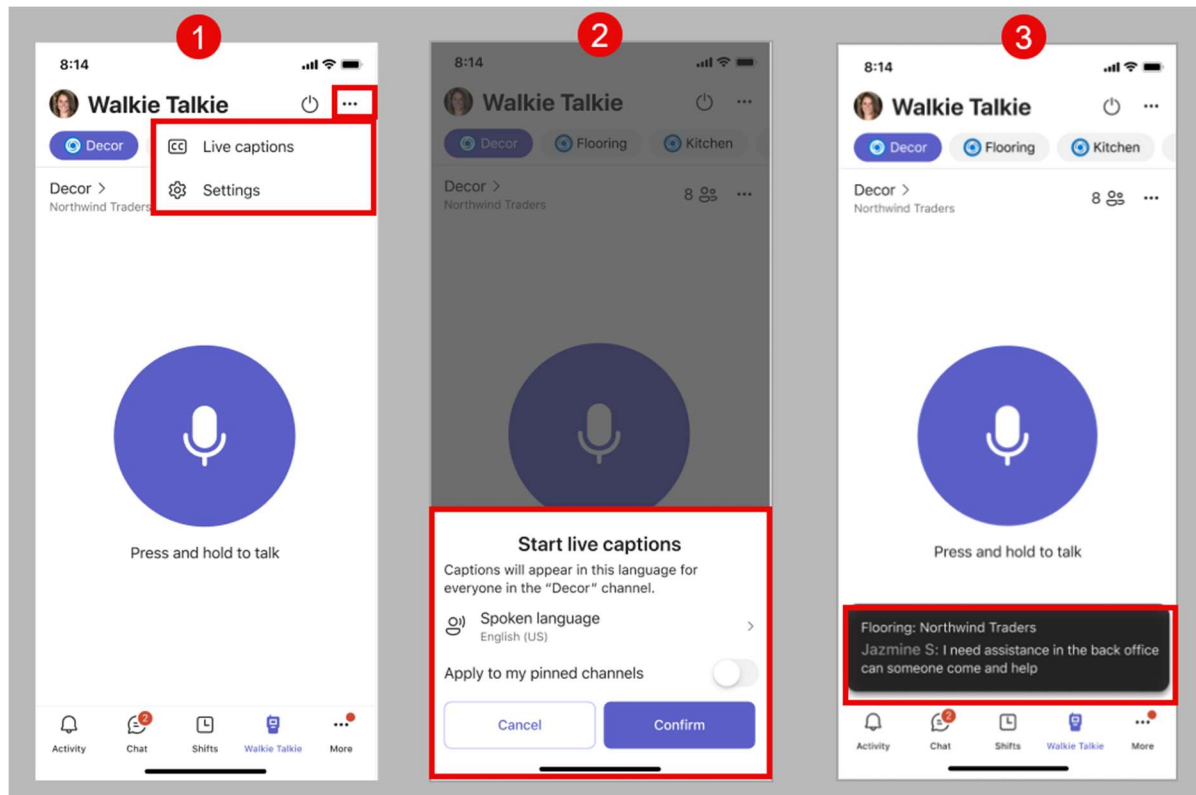 1
8:14
Walkie Talkie
Decor
CC Live captions
Settings
Decor >
Northwind Traders
Press and hold to talk
2
Activity Chat Shifts Walkie Talkie More
2
8:14
Walkie Talkie
Decor Flooring Kitchen
Decor >
Northwind Traders
8
Start live captions
Captions will appear in this language for
everyone in the “Decor” channel.
Spoken language
English (US)
Apply to my pinned channels
Cancel Confirm
3
8:14
Walkie Talkie
Decor Flooring Kitchen
Decor >
Northwind Traders
8
Press and hold to talk
Flooring: Northwind Traders
Jazmine S: I need assistance in the back office
can someone come and help
2
Activity Chat Shifts Walkie Talkie More